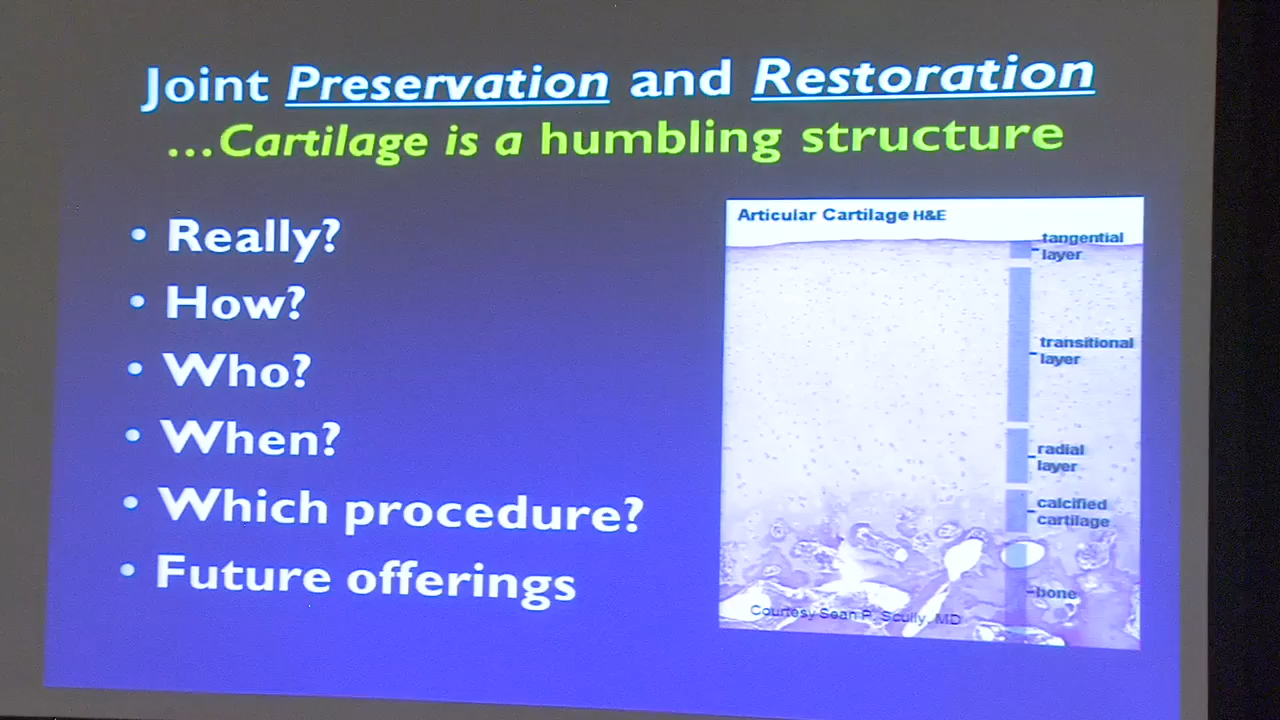 Joint Preservation and Restoration
...Cartilage is a humbling structure
• Really?
• How?
• Who?
• When?
• Which procedure?
• Future offerings
Articular Cartilage H&E
tangential
layer
transitional
layer
radial
layer
calcified
cartilage
bone
Courtesy Sean P. Scully, MD